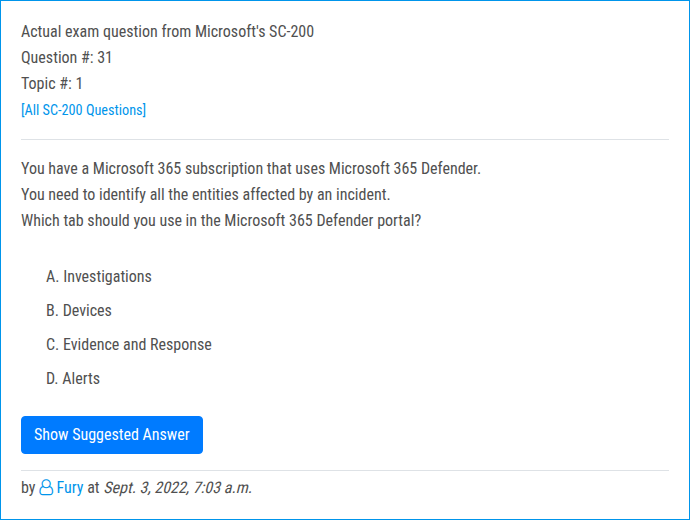 Actual exam question from Microsoft's SC-200
Question #: 31
Topic #: 1
[All SC-200 Questions]
You have a Microsoft 365 subscription that uses Microsoft 365 Defender.
You need to identify all the entities affected by an incident.
Which tab should you use in the Microsoft 365 Defender portal?
A. Investigations
B. Devices
C. Evidence and Response
D. Alerts
Show Suggested Answer
by Fury at Sept. 3, 2022, 7:03 a.m.